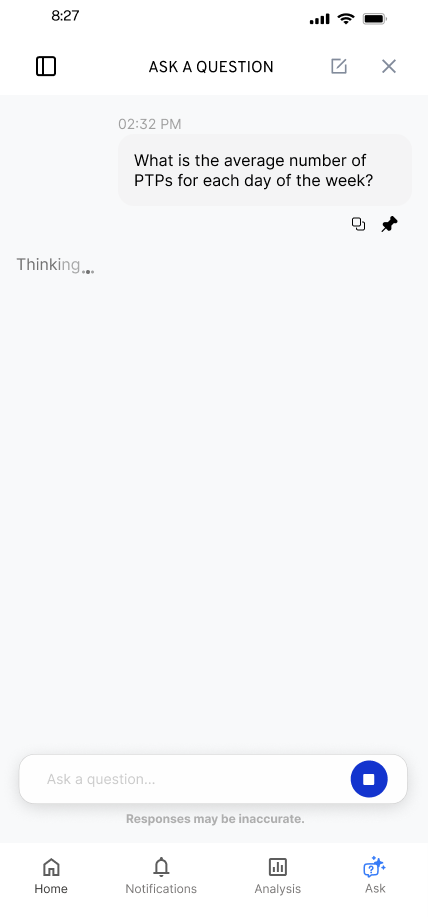 8:27
ASK A QUESTION
02:32 PM
What is the average number of
PTPs for each day of the week?
Thinking...
Ask a question...
Responses may be inaccurate.
Home
Notifications
Analysis
Ask